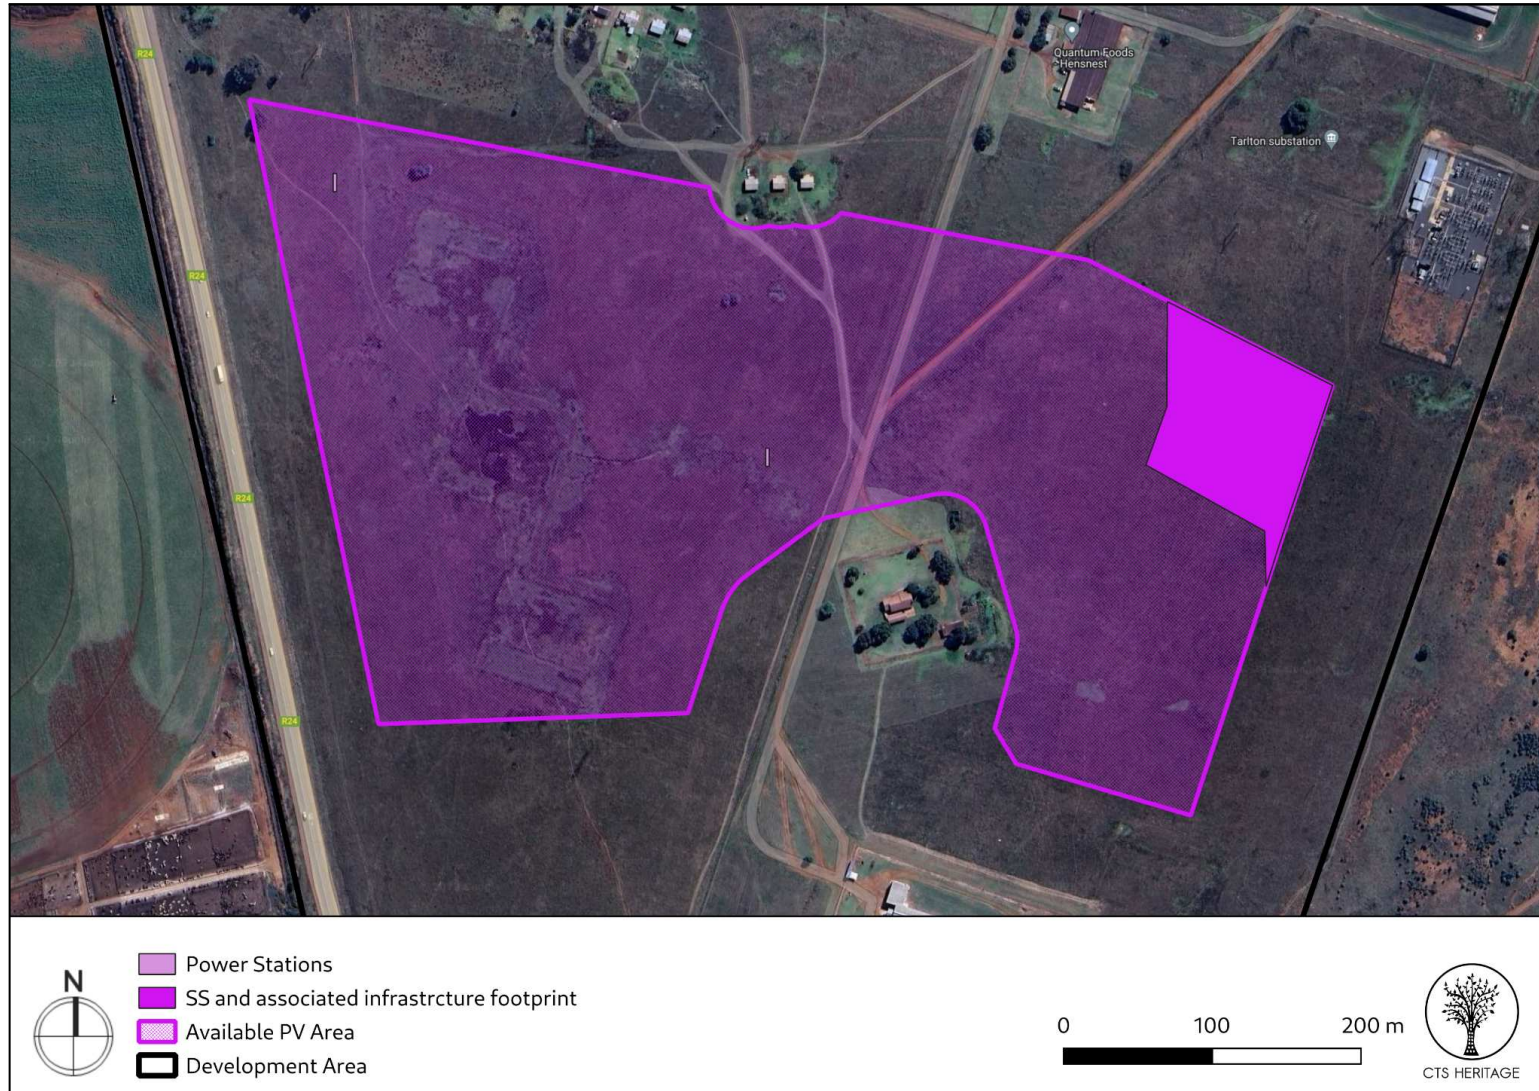 R24
Quantum Foods
Hensnest
Tarlton substation
R24
R24
R24
N
Power Stations
SS and associated infrastrcture footprint
Available PV Area
Development Area
0 100 200 m
CTS HERITAGE